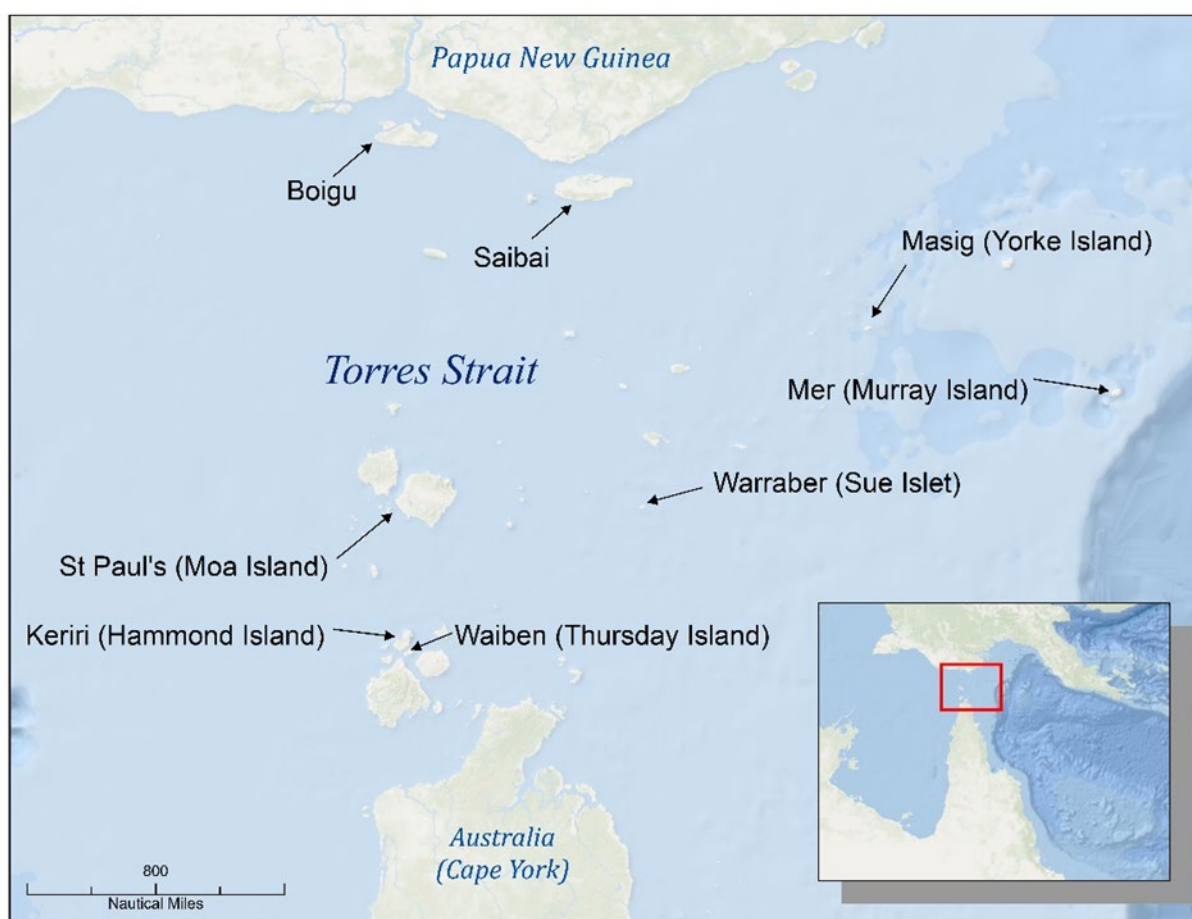 Papua New Guinea
Boigu
Saibai
Masig (Yorke Island)
Torres Strait
Mer (Murray Island)
Warraber (Sue Islet)
St Paul's (Moa Island)
Keriri (Hammond Island)
Waiben (Thursday Island)
Australia
(Cape York)
800
Nautical Miles